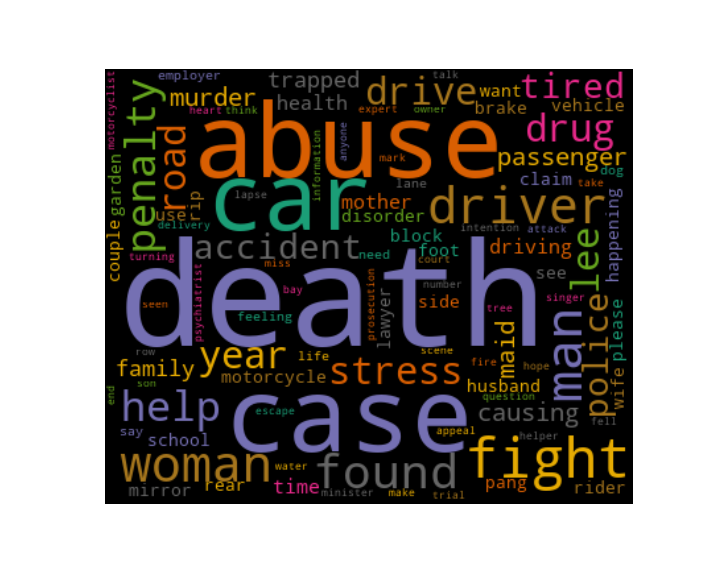 employer
talk
trapped
drive
want
tired
motorcyclist
penalty
murder
health
heart
think
expert
owner
brake
vehicle
abuse
drug
road
information
anyone
mark
passenger
garden
dog
car
rip
lapse
lane
claim
take
use
mother
driver
happening
couple
delivery
disorder
intention
attack
accident
need
block
foot
driving
lee
turning
psychiatrist
miss
court
see
death
bay
prosecution
number
singer
seen
feeling
lawyer
side
tree
man
police
please
row
year
life
scene
maid
wife
family
motorcycle
stress
fire
hope
son
husband
question
end
help
case
escape
causing
fell
say
school
appeal
helper
woman
water
found
fight
mirror
rear
time
minister
make
trial
pang
rider